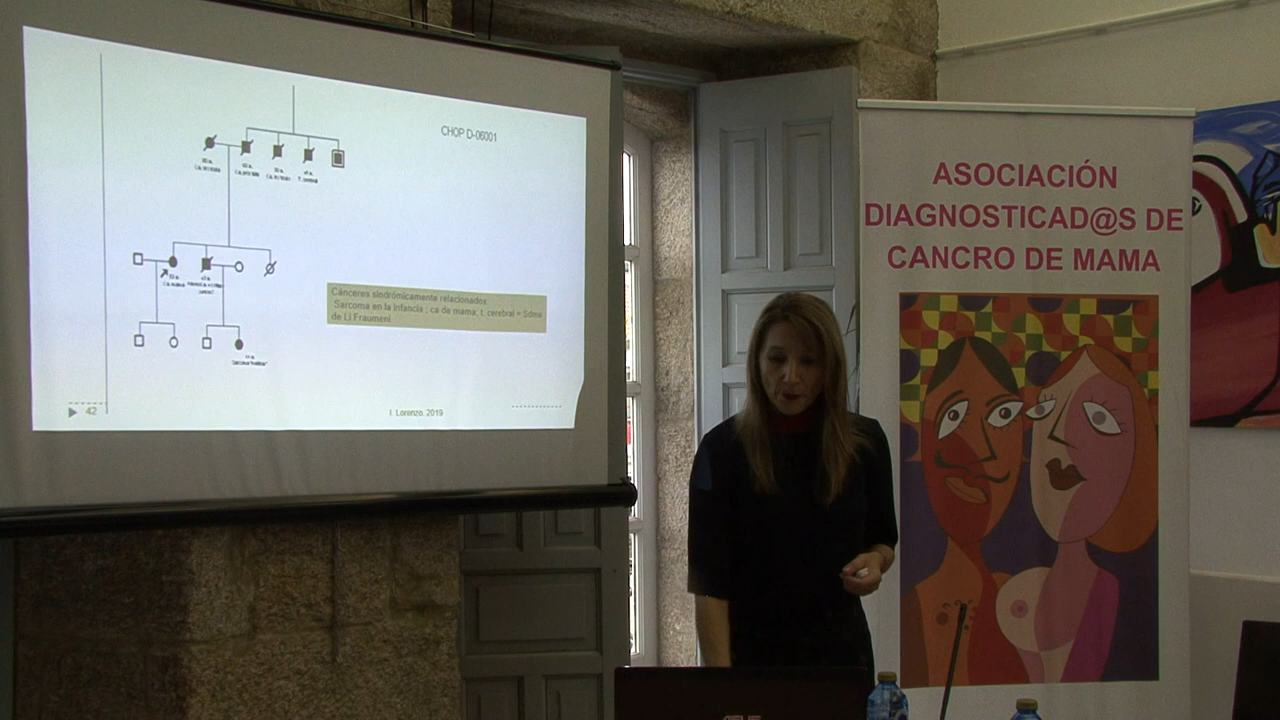 CHOP D-06001
Cánceres sindrómicamente relacionados.
Sarcoma en la infancia ; ca de mama; t. cerebral = Sdme
de Li Fraumeni
42
I. Lorenzo, 2019
ASOCIACIÓN
DIAGNOSTICAD@S DE
CANCRO DE MAMA